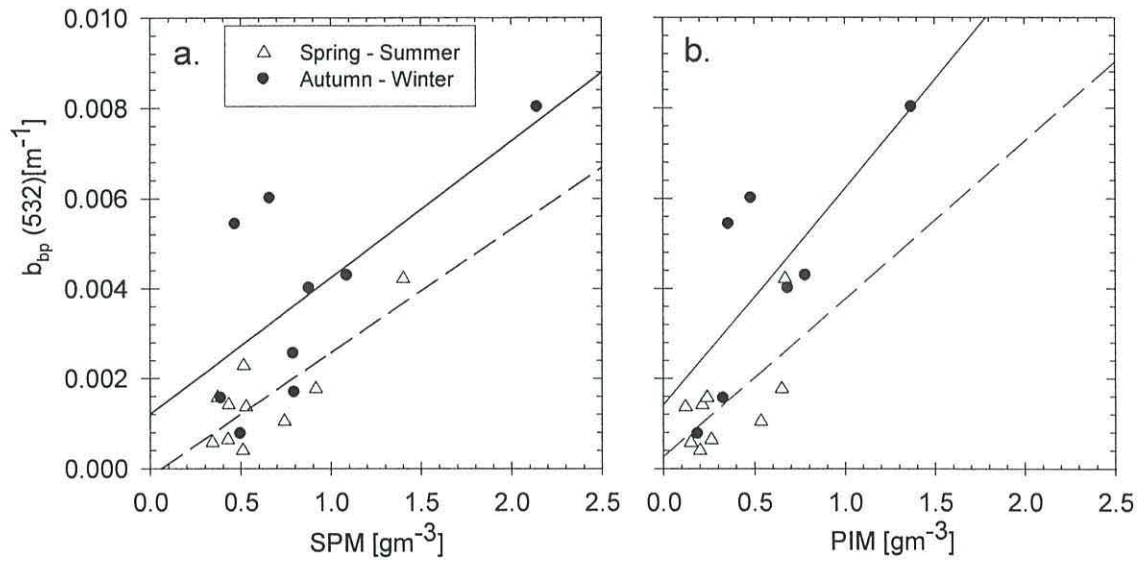 a.
Spring - Summer
Autumn - Winter
b.
0.010
0.008
0.006
0.004
0.002
0.000
b_bp (532)[m⁻¹]
0.0 0.5 1.0 1.5 2.0 2.5
0.0 0.5 1.0 1.5 2.0 2.5
SPM [gm⁻³]
PIM [gm⁻³]